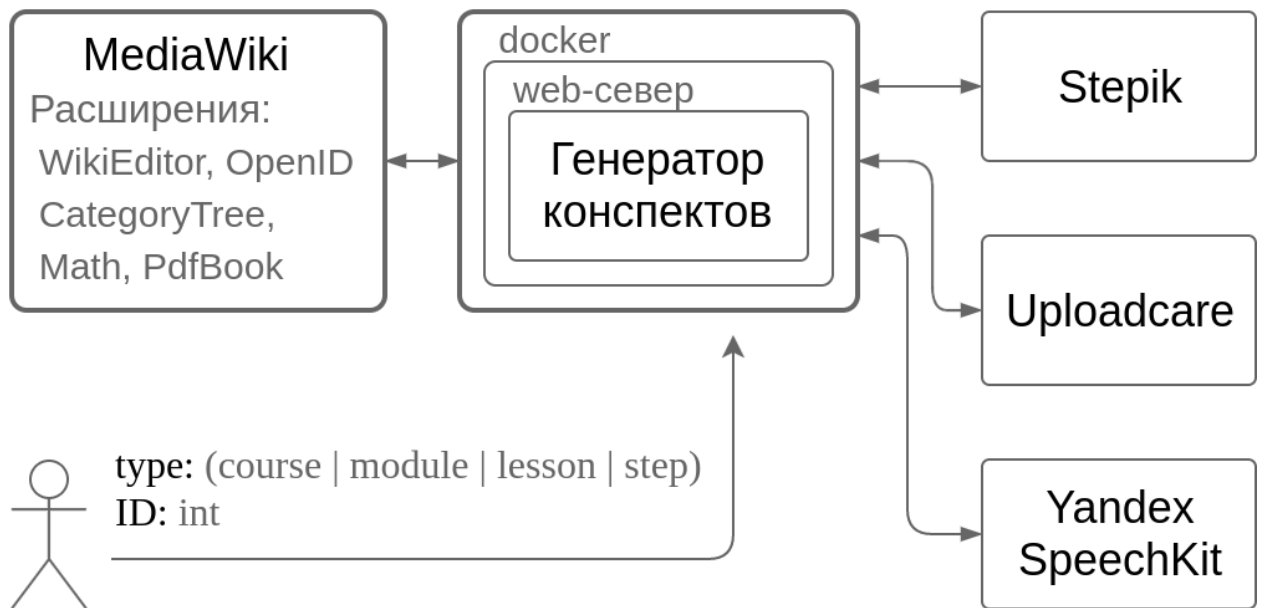 MediaWiki
Расширения:
WikiEditor, OpenID
CategoryTree,
Math, PdfBook
docker
web-север
Генератор
конспектов
Stepik
Uploadcare
Yandex
SpeechKit
type: (course | module | lesson | step)
ID: int